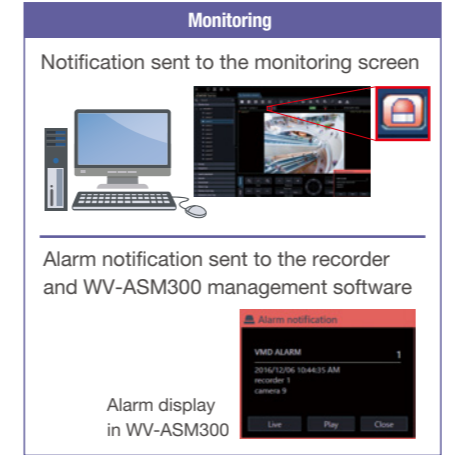 Monitoring
Notification sent to the monitoring screen
Alarm notification sent to the recorder
and WV-ASM300 management software
Alarm notification
VMD ALARM 1
2016/12/06 10:44:35 AM
recorder 1
camera 9
Live Play Close
Alarm display
in WV-ASM300